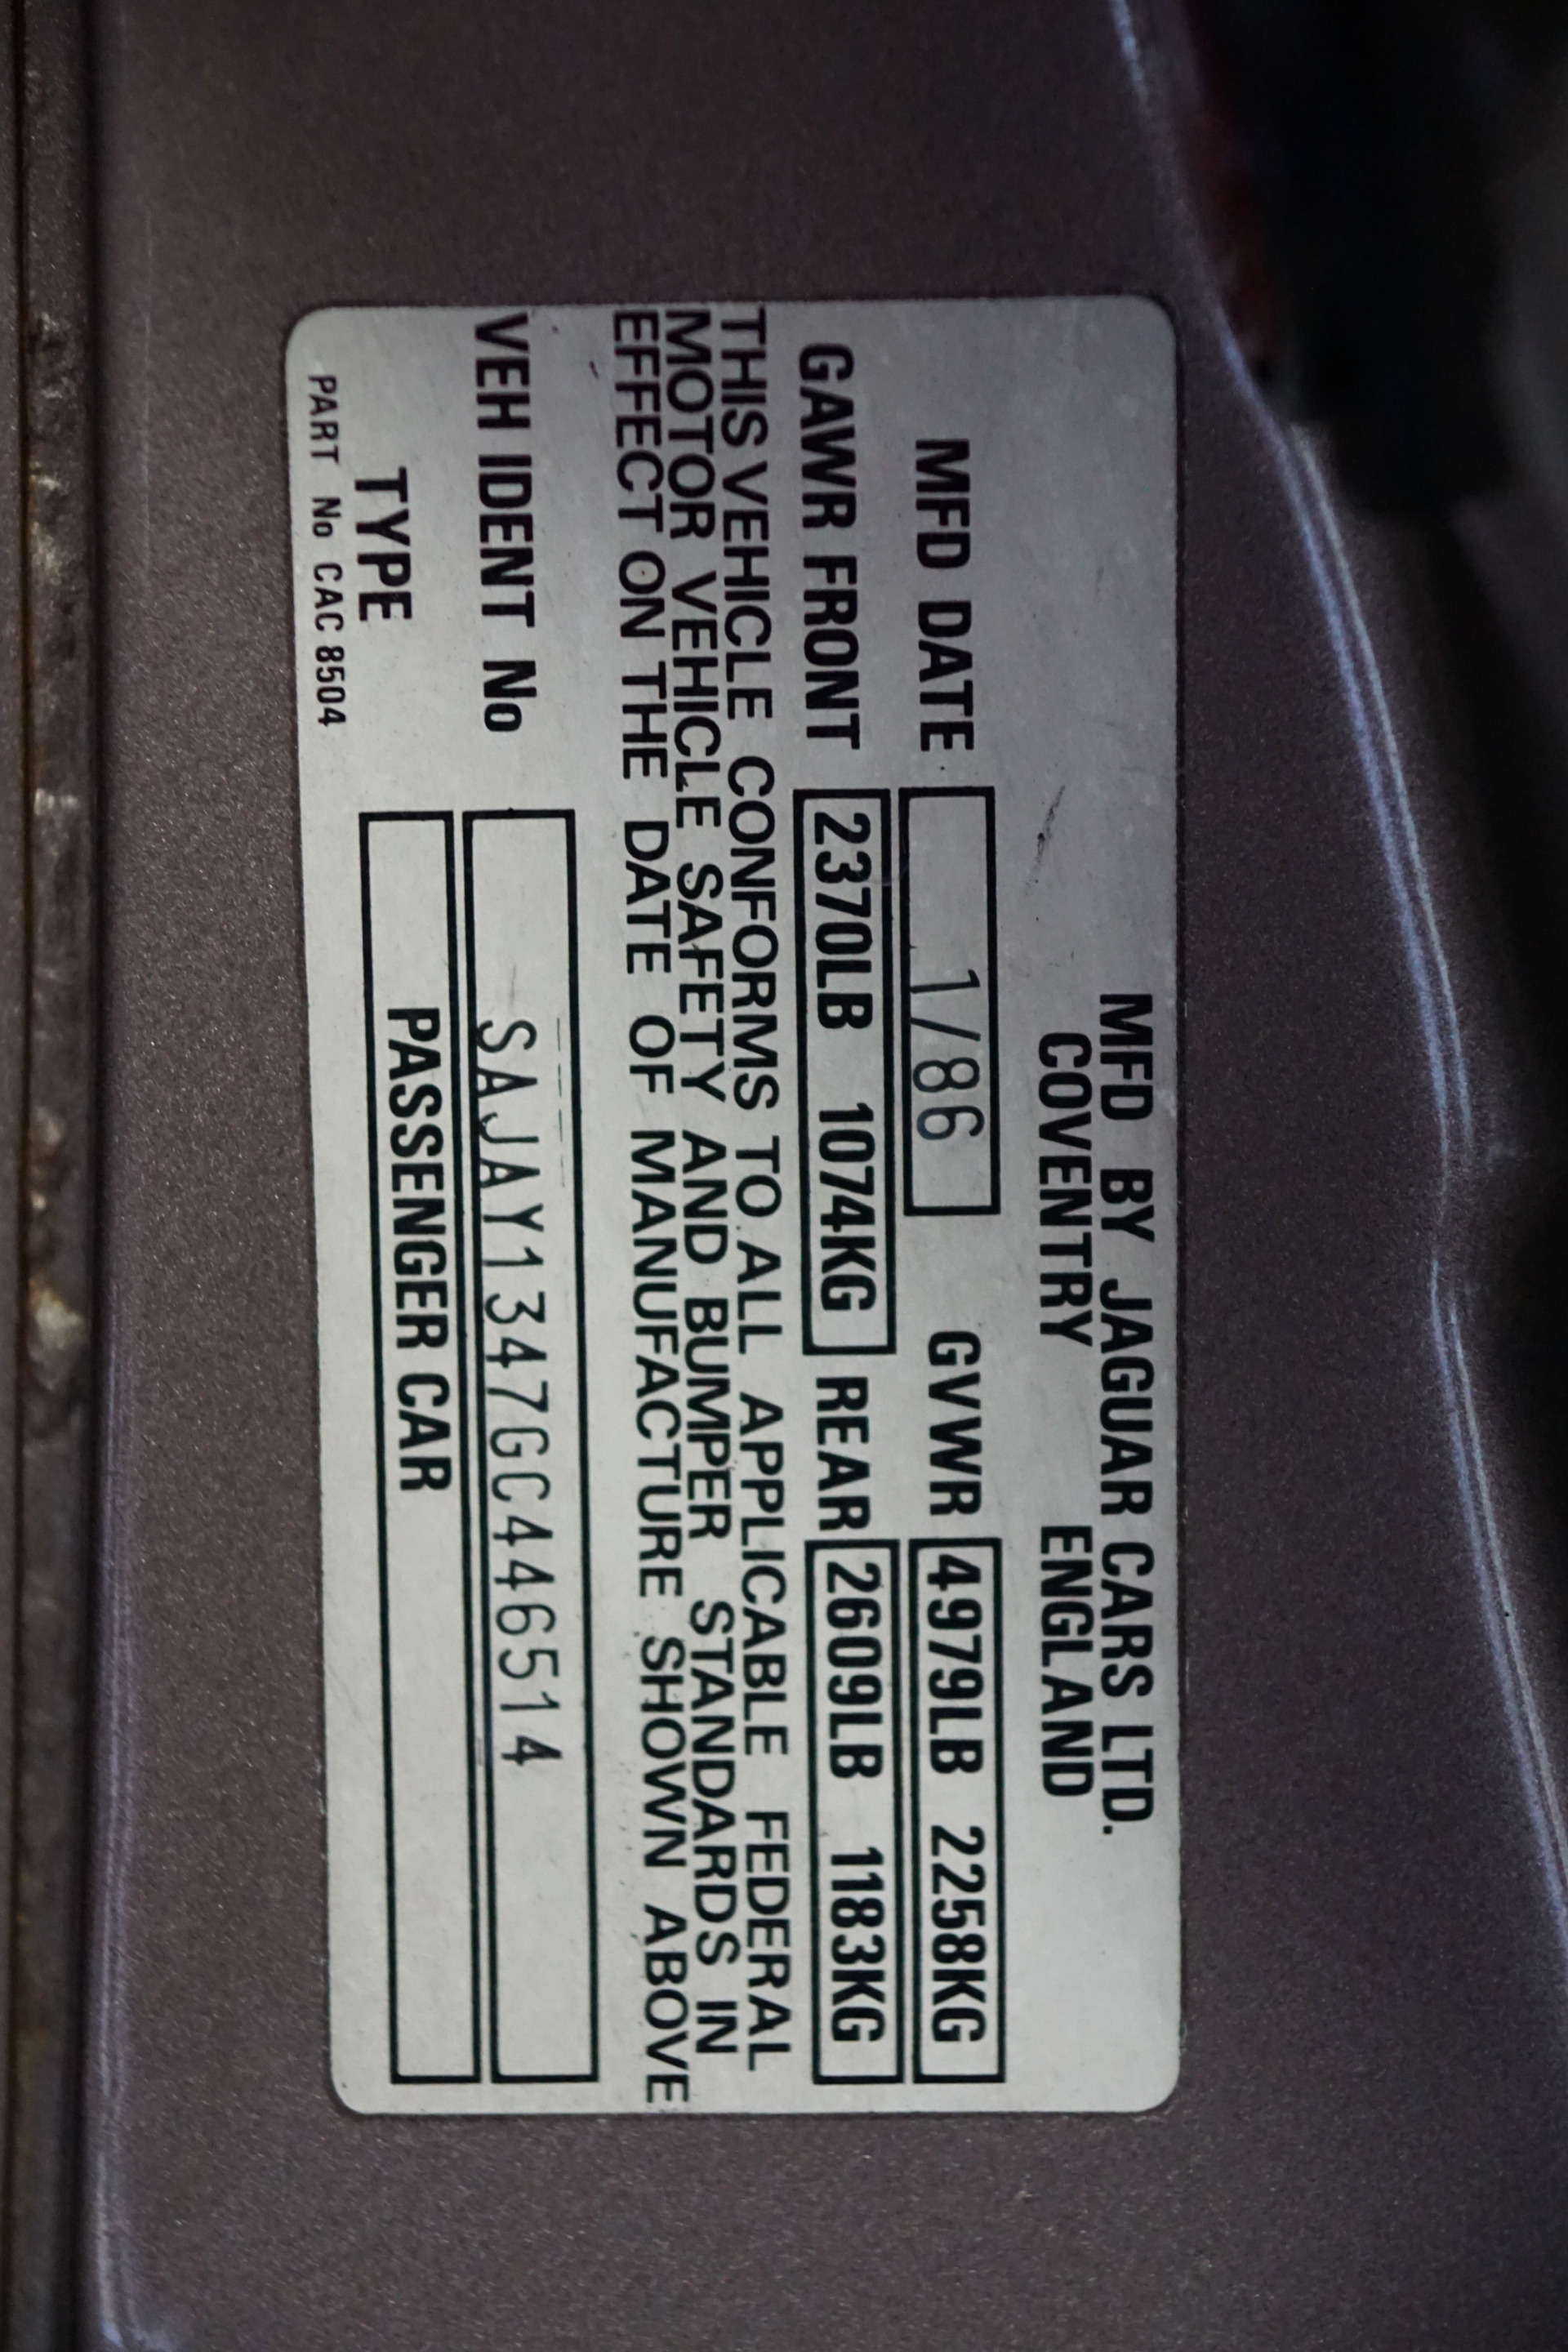 MFD BY JAGUAR CARS LTD.
COVENTRY ENGLAND
MFD DATE 1/86 GVWR 4979LB 2258KG
GAWR FRONT 2370LB 1074KG REAR 2609LB 1183KG
THIS VEHICLE CONFORMS TO ALL APPLICABLE FEDERAL
MOTOR VEHICLE SAFETY AND BUMPER STANDARDS IN
EFFECT ON THE DATE OF MANUFACTURE SHOWN ABOVE
VEH IDENT No SAJAY1347GC446514
TYPE PASSENGER CAR
PART No CAC 8504